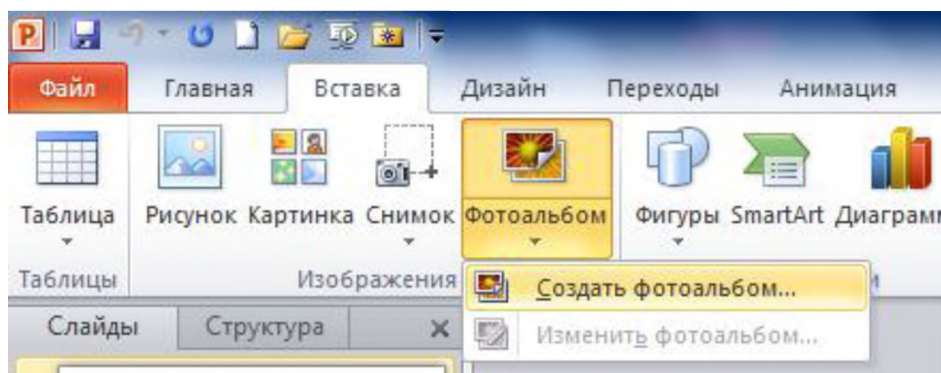 Файл Главная Вставка Дизайн Переходы Анимация
Таблица Рисунок Картинка Снимок Фотоальбом Фигуры SmartArt Диаграмм
Таблицы Изображения
Создать фотоальбом...
Изменить фотоальбом...
Слайды Структура